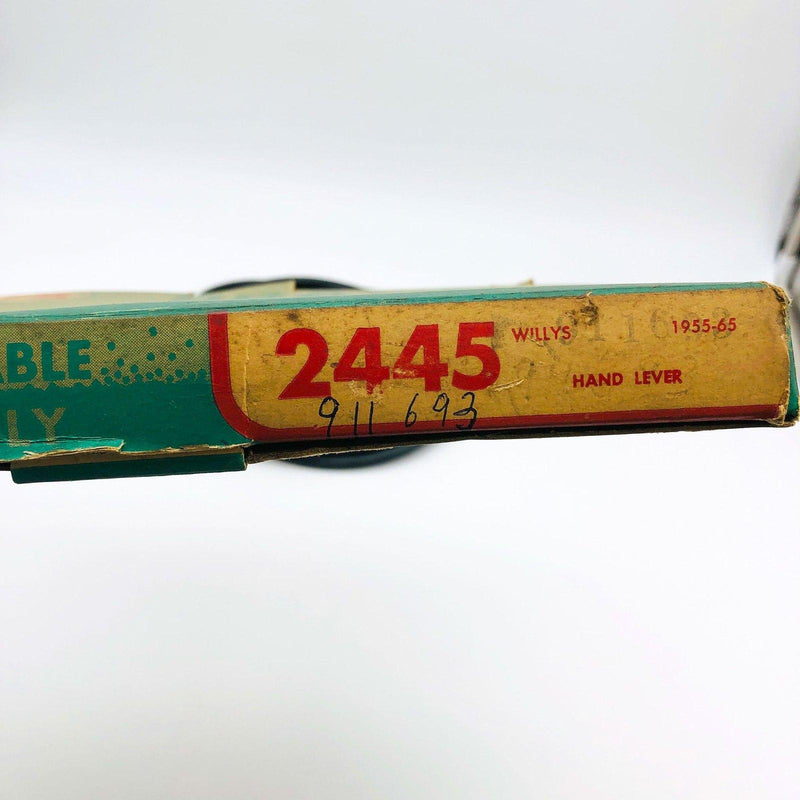 ABLE
LY
2445
WILLYS
1955-65
HAND LEVER
911 693